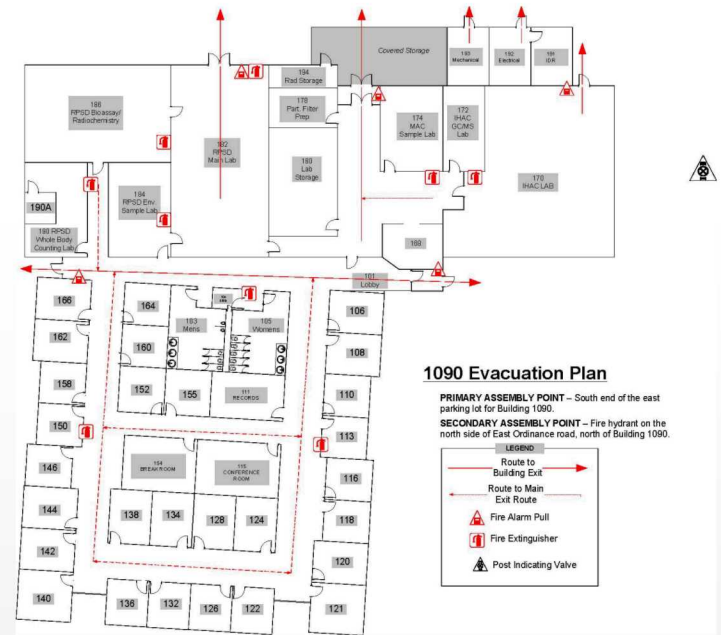 Covered Storage
193
Mechanical
192
Electrical
191
IDR
194
Rad Storage
178
Part. Filter
Prep
188
RPSD Bioassay/
Radiochemistry
182
RPSD
Main Lab
180
Lab
Storage
174
MAC
Sample Lab
172
IHAC
GC/MS
Lab
170
IHAC LAB
184
RPSD Env.
Sample Lab
190A
190 RPSD
Whole Body
Counting Lab
168
101
Lobby
166
164
103
Mens
105
Womens
106
162
160
108
158
152
155
111
RECORDS
110
150
113
146
BREAK ROOM
115
CONFERENCE
ROOM
116
144
138
134
128
124
118
142
120
140
136
132
126
122
121
1090 Evacuation Plan
PRIMARY ASSEMBLY POINT – South end of the east
parking lot for Building 1090.
SECONDARY ASSEMBLY POINT – Fire hydrant on the
north side of East Ordinance road, north of Building 1090.
LEGEND
Route to
Building Exit
Route to Main
Exit Route
Fire Alarm Pull
Fire Extinguisher
Post Indicating Valve